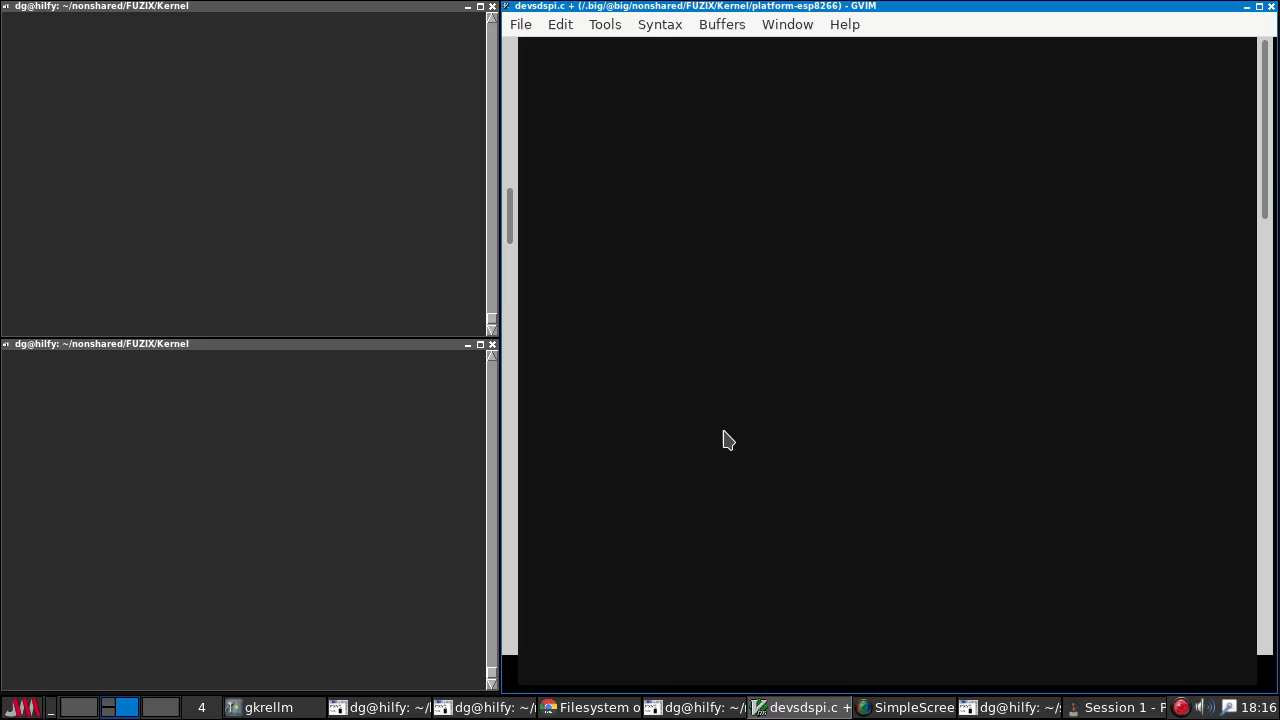 dg@hilfy: ~/nonshared/FUZIX/Kernel
devsdspi.c + (/.big/@big/nonshared/FUZIX/Kernel/platform-esp8266) - GVIM
File Edit Tools Syntax Buffers Window Help
dg@hilfy: ~/nonshared/FUZIX/Kernel
4 gkrellm dg@hilfy: ~/ dg@hilfy: ~/ Filesystem o dg@hilfy: ~/ devsdspi.c + SimpleScree dg@hilfy: ~/ Session 1 - F 18:16